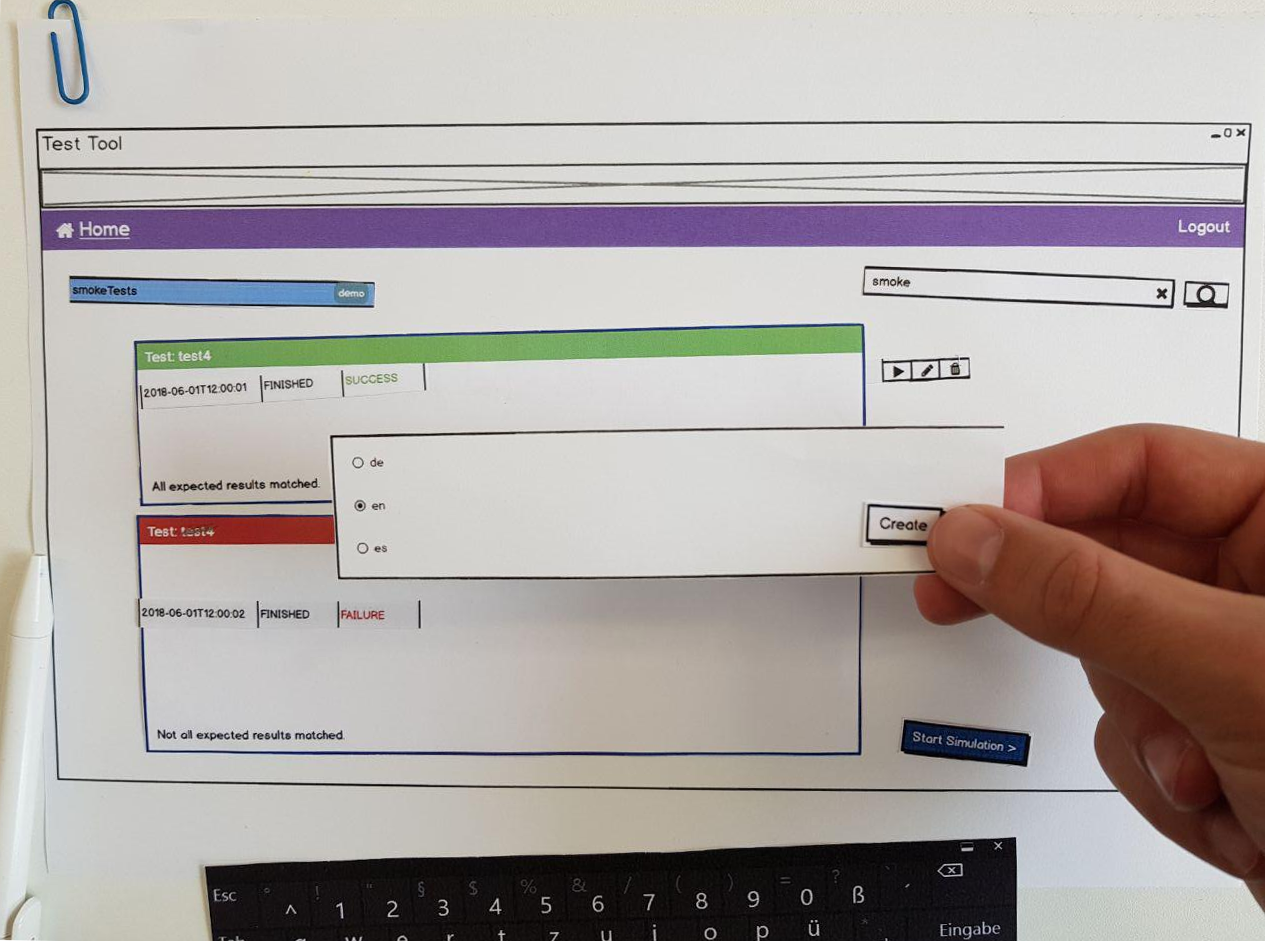 Test Tool
Home Logout
smokeTests demo
smoke
Test: test4
2018-06-01T12:00:01 FINISHED SUCCESS
All expected results matched.
de
en
es
Create
Test: test4
2018-06-01T12:00:02 FINISHED FAILURE
Not all expected results matched.
Start Simulation >
Esc ° ^ ! 1 " 2 § 3 $ 4 % 5 & 6 / 7 ( 8 ) 9 = 0 ? ß ` ´
z u i o p ü Eingabe